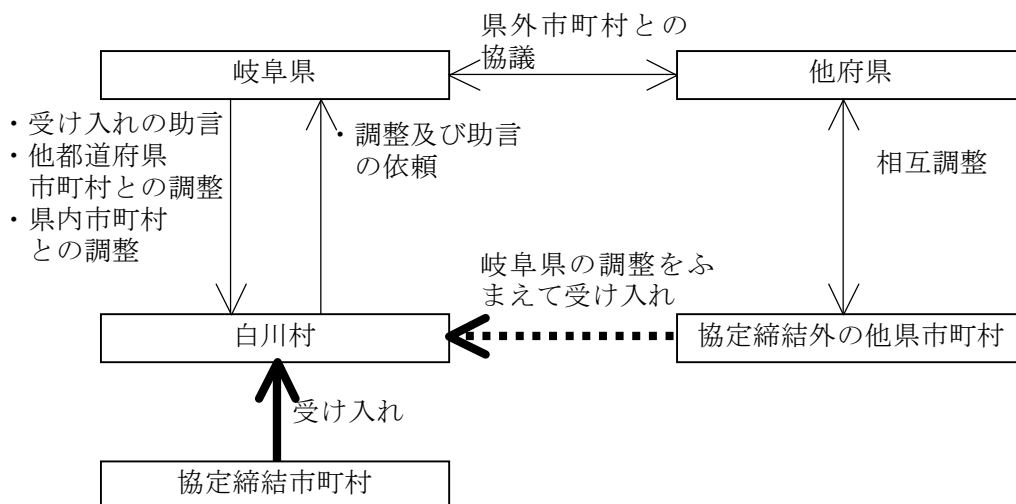 県外市町村との
協議
岐阜県
他府県
・受け入れの助言
・他都道府県
市町村との調整
・県内市町村
との調整
・調整及び助言
の依頼
相互調整
岐阜県の調整をふ
まえて受け入れ
白川村
協定締結外の他県市町村
受け入れ
協定締結市町村